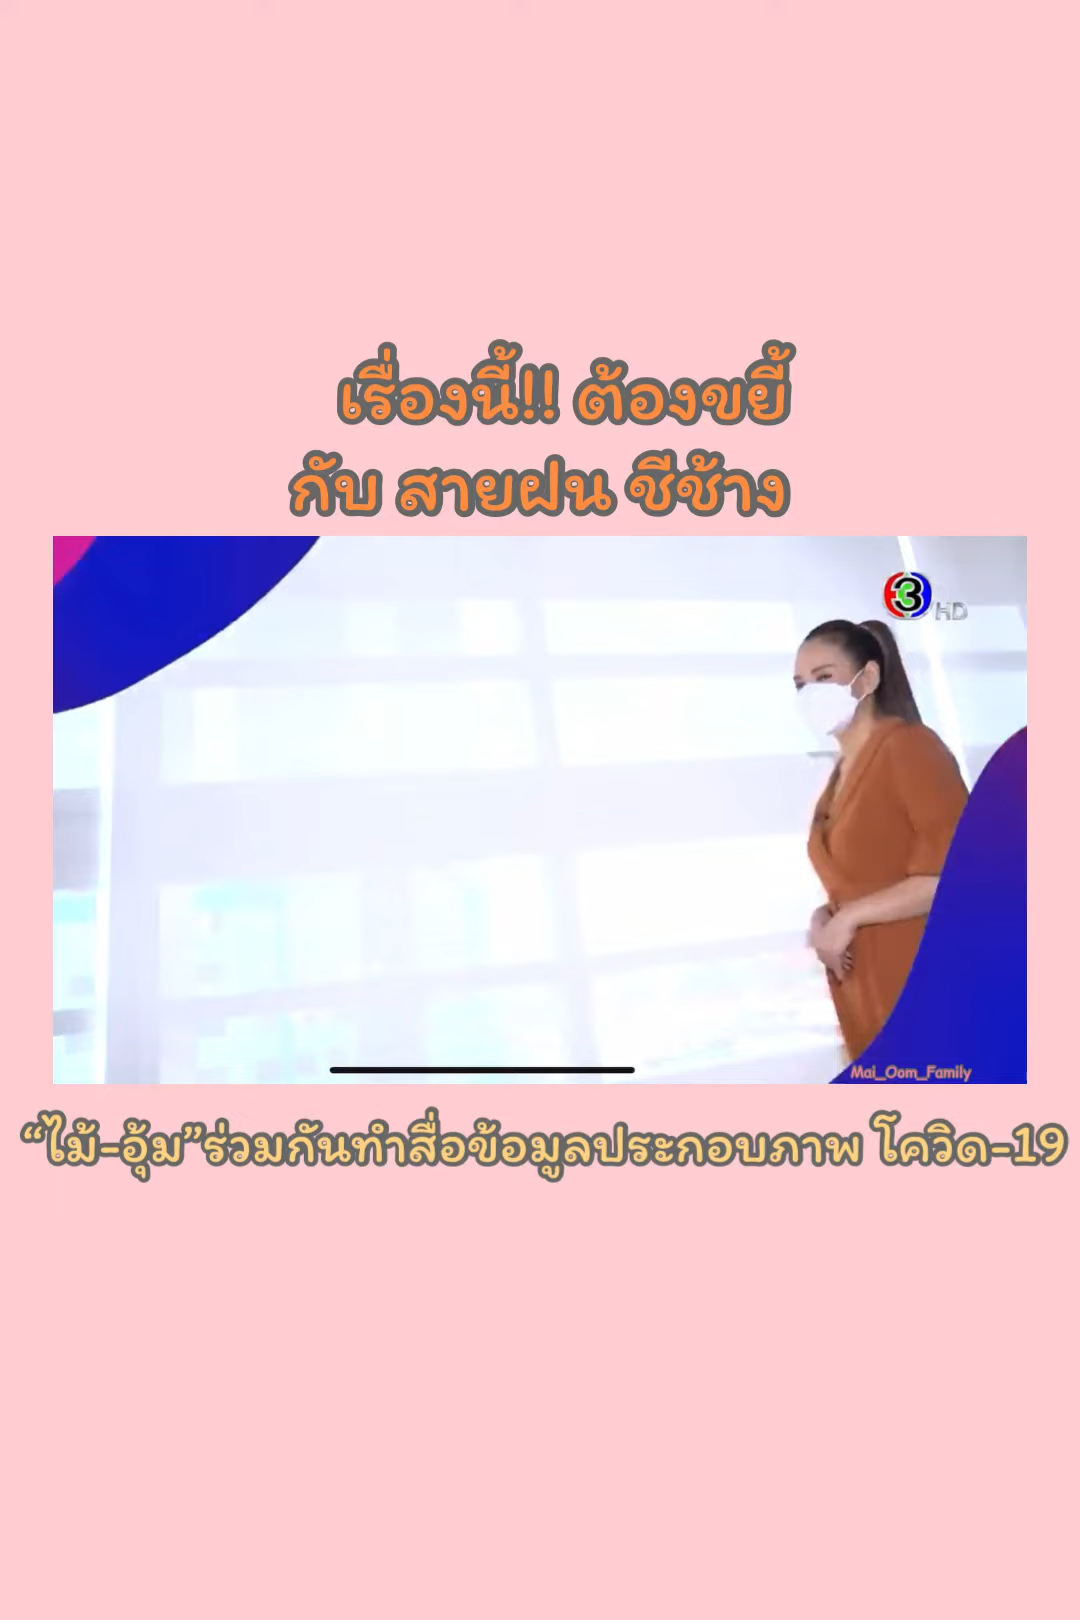 เรื่องนี้!! ต้องขยี้
กับ สายฝน ชีช้าง
3 HD
Mai_Oom_Family
“ไม้-อุ้ม”ร่วมกันทำสื่อข้อมูลประกอบภาพ โควิด-19